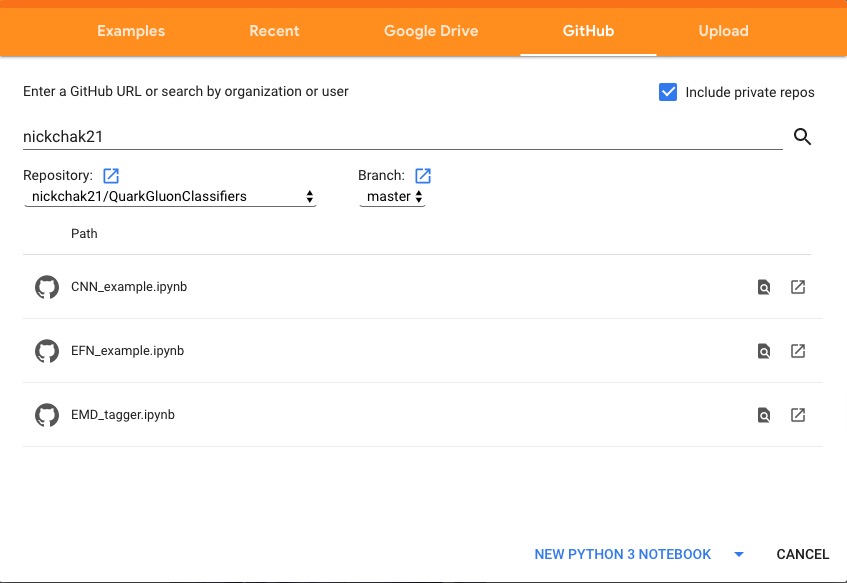 Examples Recent Google Drive GitHub Upload
Enter a GitHub URL or search by organization or user Include private repos
nickchak21
Repository: Branch:
nickchak21/QuarkGluonClassifiers master
Path
CNN_example.ipynb
EFN_example.ipynb
EMD_tagger.ipynb
NEW PYTHON 3 NOTEBOOK CANCEL